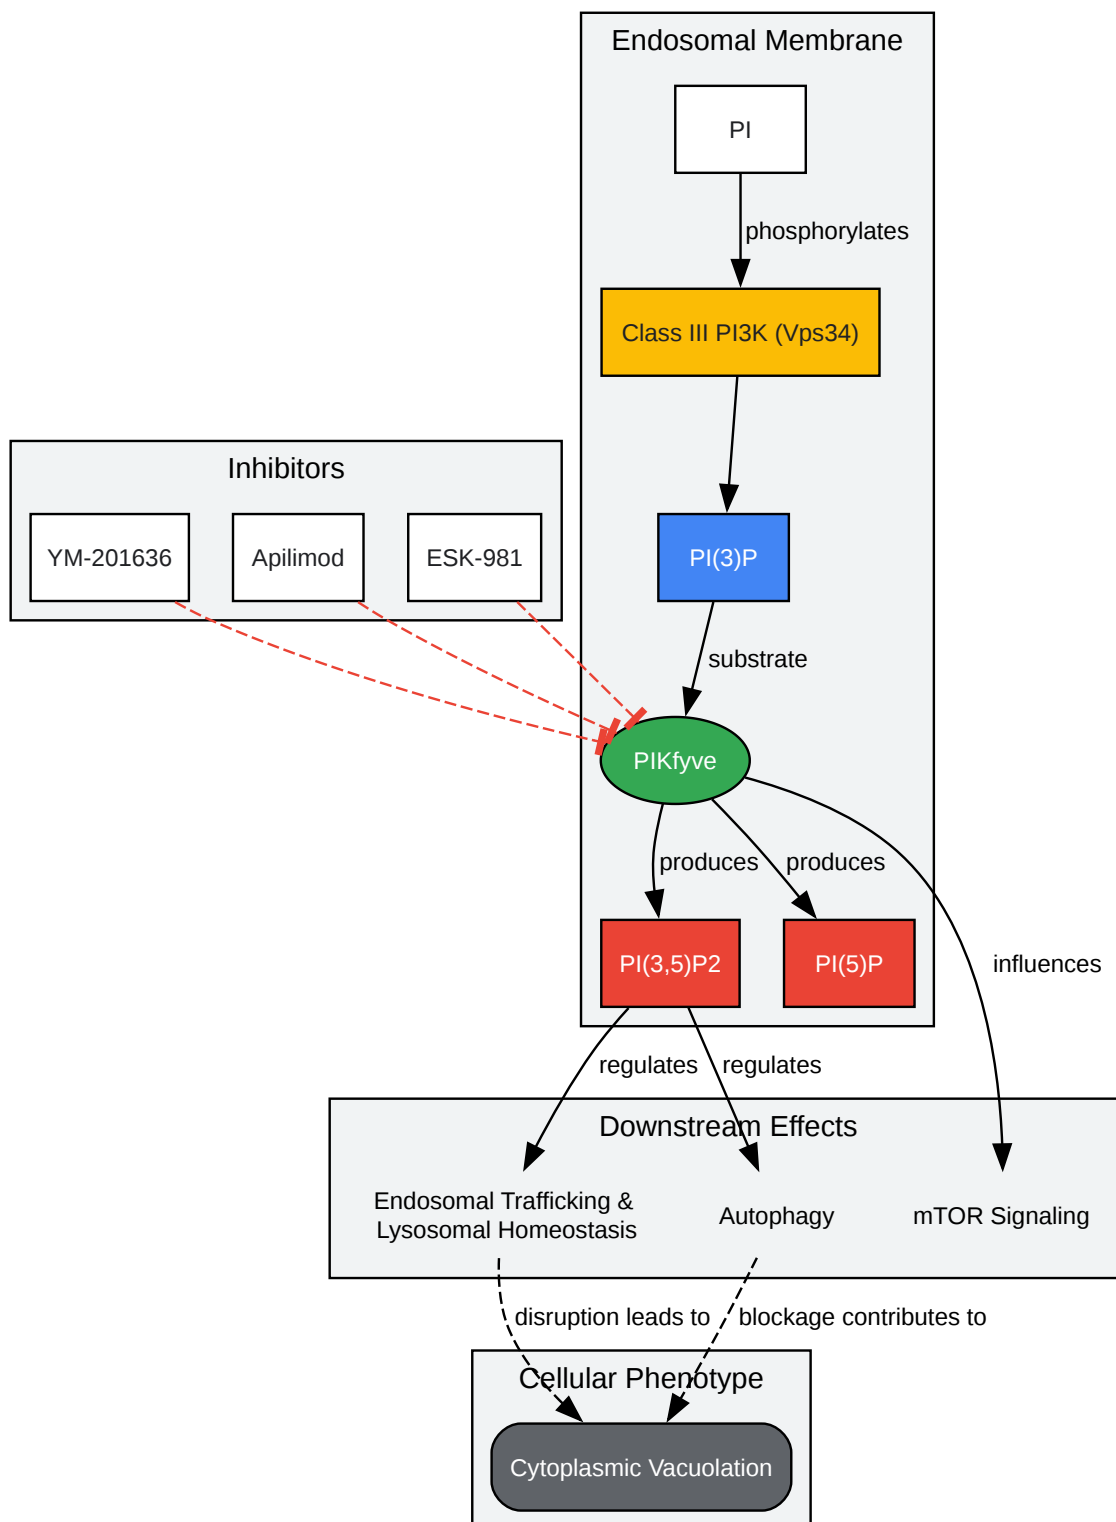 Endosomal Membrane
PI
phosphorylates
Class III PI3K (Vps34)
Inhibitors
YM-201636
Apilimod
ESK-981
PI(3)P
substrate
PIKfyve
produces
produces
PI(3,5)P2
PI(5)P
influences
regulates
regulates
Downstream Effects
Endosomal Trafficking &
Lysosomal Homeostasis
Autophagy
mTOR Signaling
disruption leads to
blockage contributes to
Cellular Phenotype
Cytoplasmic Vacuolation